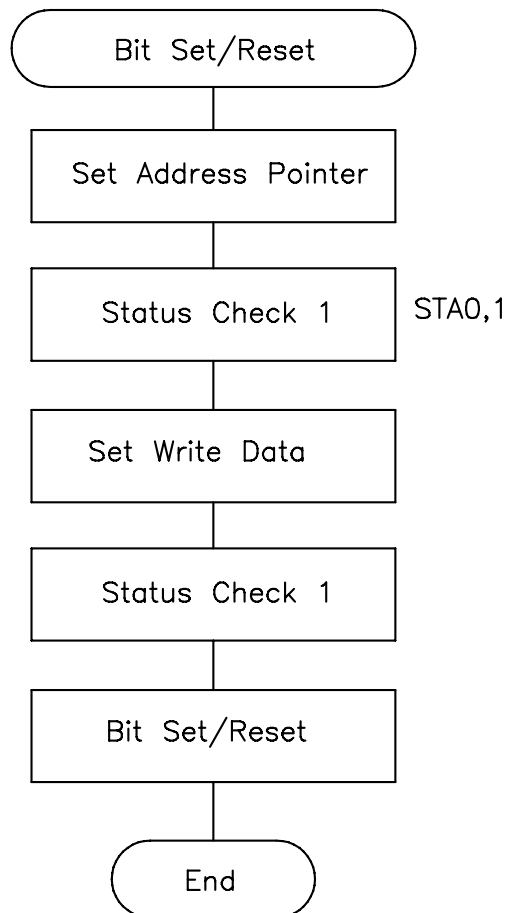 Bit Set/Reset
Set Address Pointer
Status Check 1
STA0,1
Set Write Data
Status Check 1
Bit Set/Reset
End